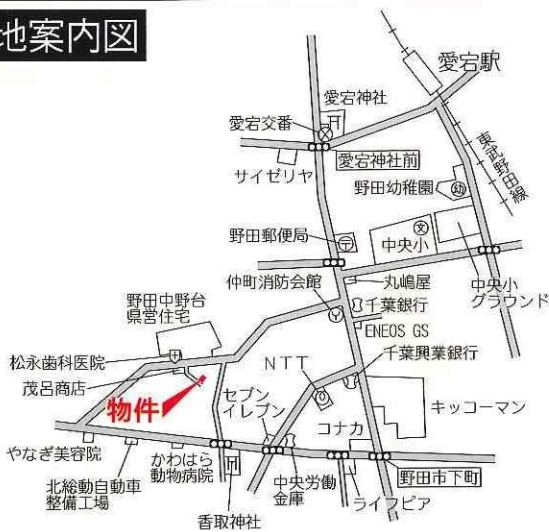 地案内図
愛宕駅
愛宕神社
愛宕交番
東武野田線
愛宕神社前
サイゼリヤ
野田幼稚園
幼
文
野田郵便局
中央小
仲町消防会館
丸嶋屋
中央小
グラウンド
千葉銀行
野田中野台
県営住宅
ENEOS GS
千葉興業銀行
松永歯科医院
NTT
茂呂商店
セブン
イレブン
物件
キッコーマン
コナカ
やなぎ美容院
かわはら
動物病院
中央労働
金庫
野田市下町
北総動自動車
整備工場
ライフピア
香取神社